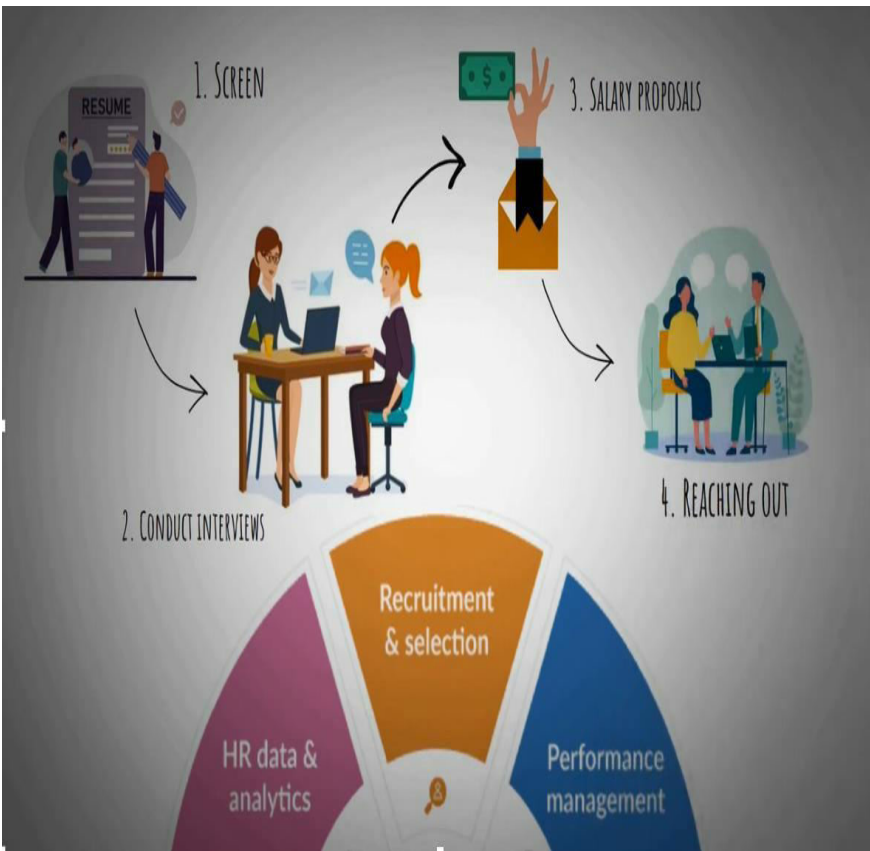 1. SCREEN
RESUME
2. CONDUCT INTERVIEWS
$
3. SALARY PROPOSALS
4. REACHING OUT
Recruitment
& selection
HR data &
analytics
Performance
management